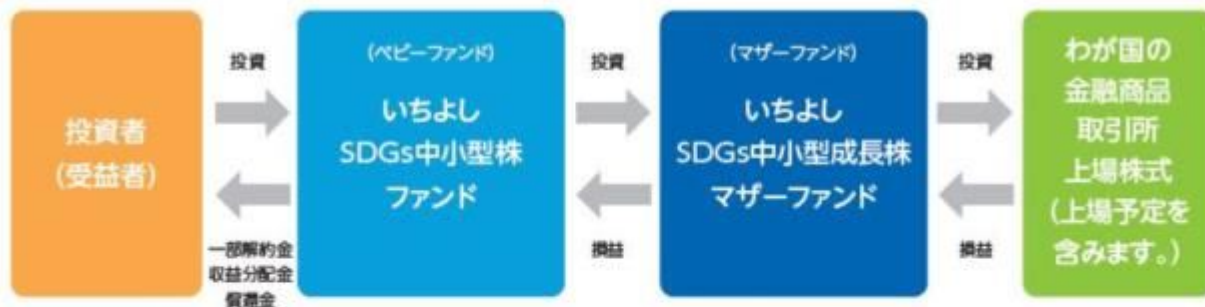 投資者
(受益者)
投資
一部解約金
収益分配金
償還金
(ベビーファンド)
いちよし
SDGs中小型株
ファンド
投資
損益
(マザーファンド)
いちよし
SDGs中小型成長株
マザーファンド
投資
損益
わが国の
金融商品
取引所
上場株式
(上場予定を
含みます。)